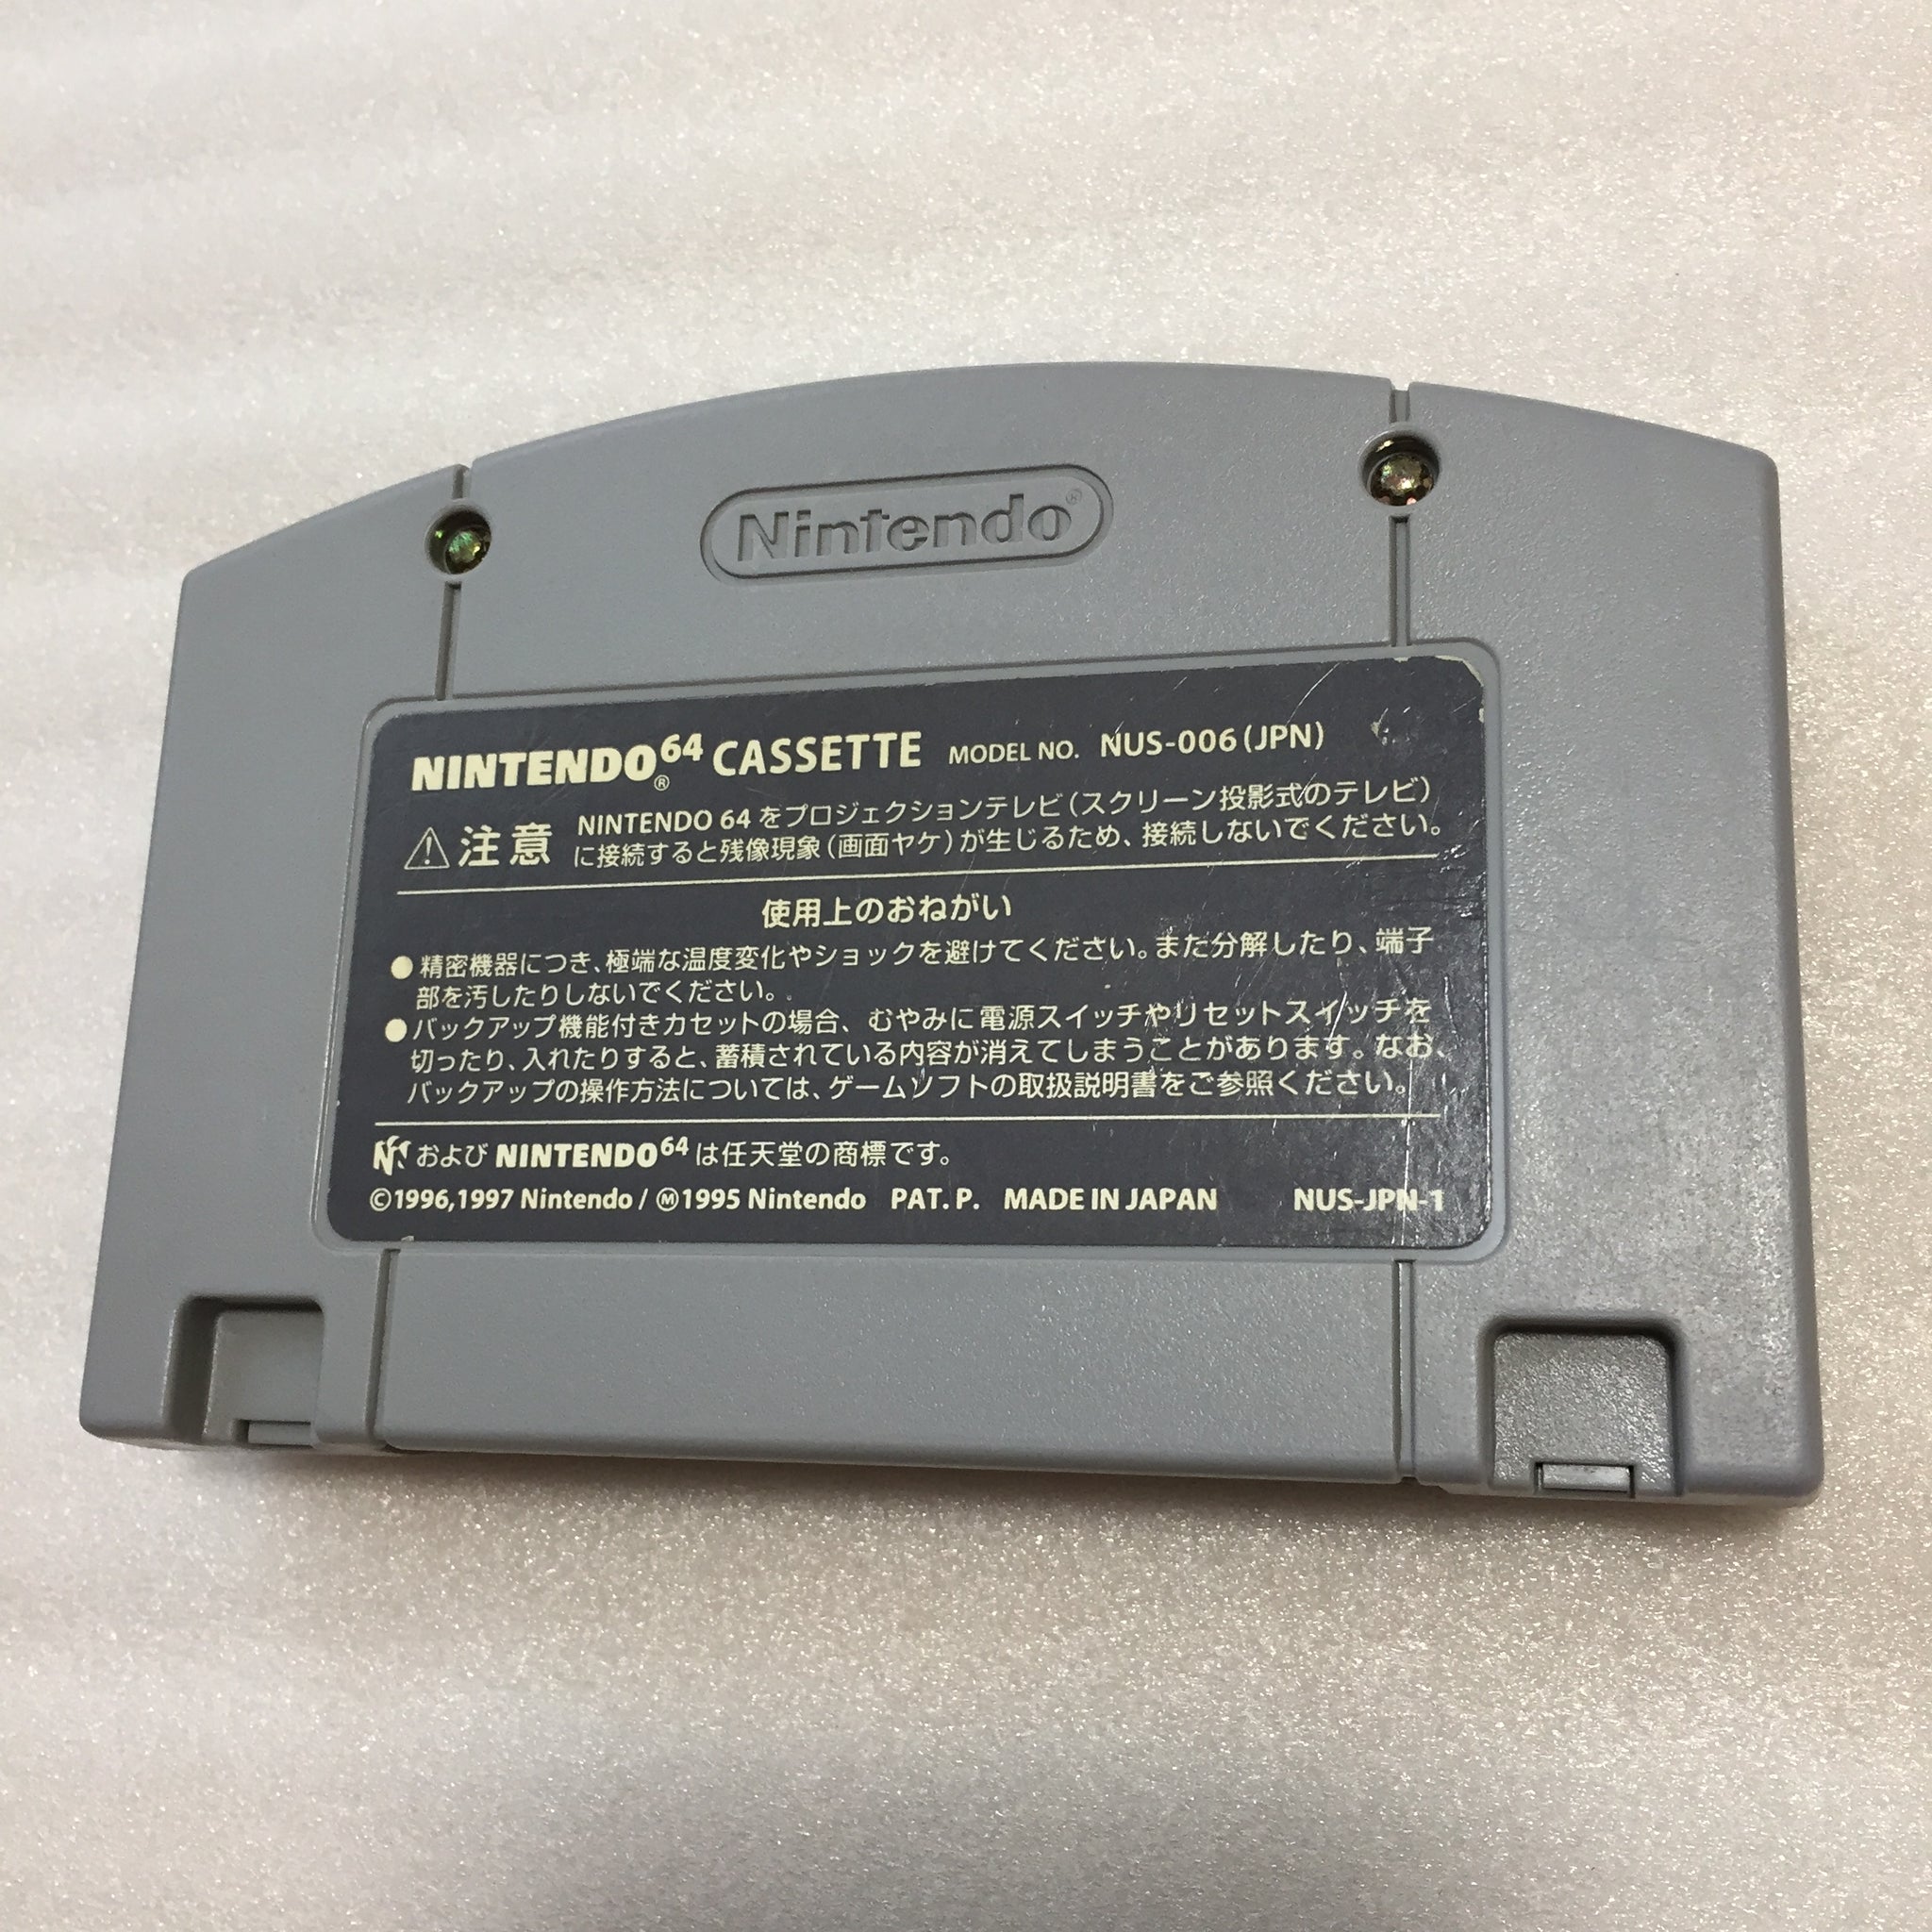 Nintendo®
NINTENDO64® CASSETTE MODEL NO. NUS-006(JPN)
⚠注意 NINTENDO 64 をプロジェクションテレビ(スクリーン投影式のテレビ)
に接続すると残像現象(画面ヤケ)が生じるため、接続しないでください。
使用上のおねがい
●精密機器につき、極端な温度変化やショックを避けてください。また分解したり、端子
部を汚したりしないでください。
●バックアップ機能付きカセットの場合、むやみに電源スイッチやリセットスイッチを
切ったり、入れたりすると、蓄積されている内容が消えてしまうことがあります。なお、
バックアップの操作方法については、ゲームソフトの取扱説明書をご参照ください。
および NINTENDO64 は任天堂の商標です。
©1996,1997 Nintendo / Ⓜ1995 Nintendo PAT. P. MADE IN JAPAN NUS-JPN-1